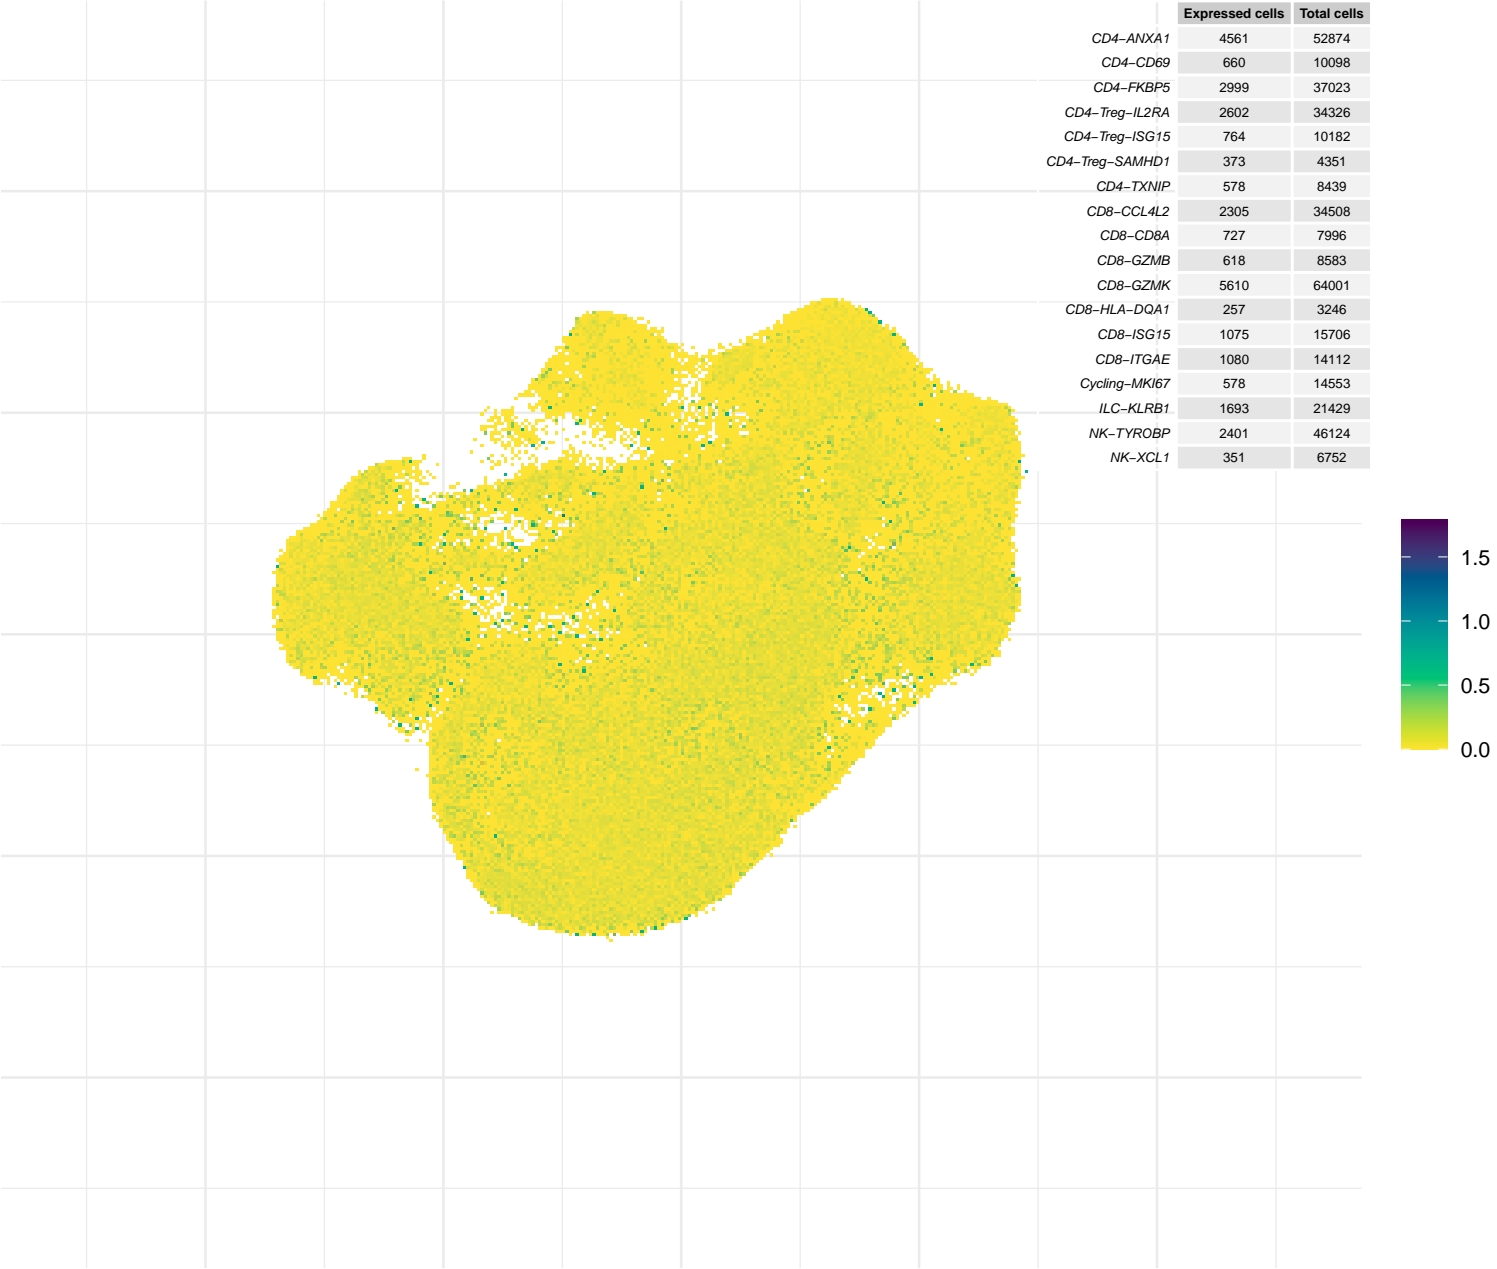 Expressed cells Total cells
CD4−ANXA1 4561 52874
CD4−CD69 660 10098
CD4−FKBP5 2999 37023
CD4−Treg−IL2RA 2602 34326
CD4−Treg−ISG15 764 10182
CD4−Treg−SAMHD1 373 4351
CD4−TXNIP 578 8439
CD8−CCL4L2 2305 34508
CD8−CD8A 727 7996
CD8−GZMB 618 8583
CD8−GZMK 5610 64001
CD8−HLA−DQA1 257 3246
CD8−ISG15 1075 15706
CD8−ITGAE 1080 14112
Cycling−MKI67 578 14553
ILC−KLRB1 1693 21429
NK−TYROBP 2401 46124
NK−XCL1 351 6752
1.5
1.0
0.5
0.0